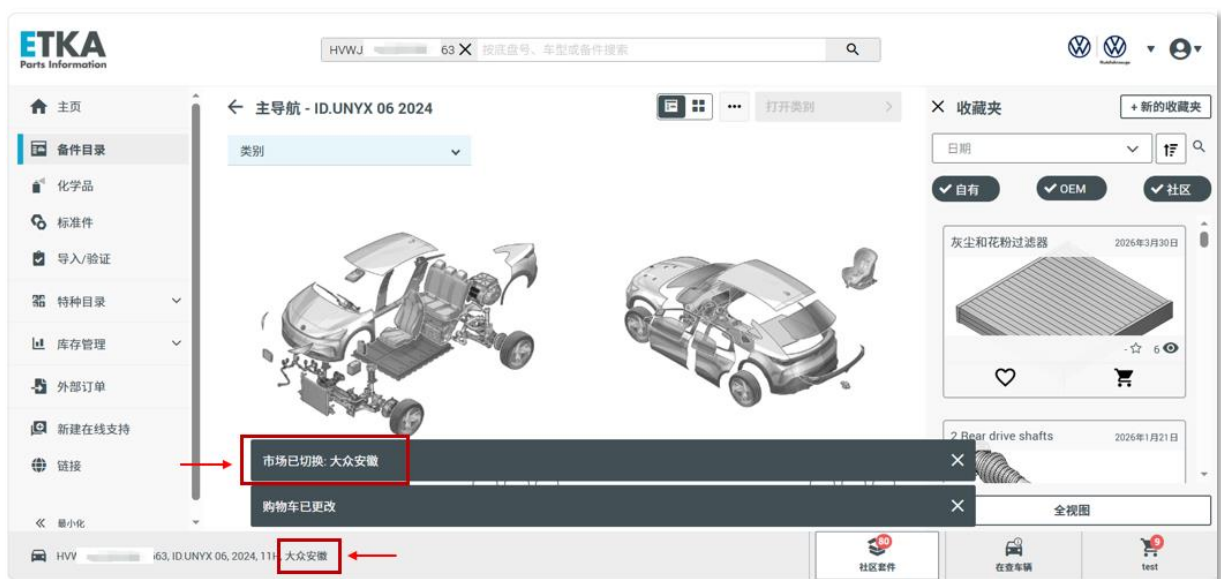 ETKA
Parts Information
HVWJ 63 按底盘号、车型或备件搜索
主页
备件目录
化学品
标准件
导入/验证
特种目录
库存管理
外部订单
新建在线支持
链接
最小化
主导航 - ID.UNYX 06 2024
打开类别
类别
市场已切换: 大众安徽
购物车已更改
收藏夹
+ 新的收藏夹
日期
自有
OEM
社区
灰尘和花粉过滤器
2026年3月30日
- 6
2 Rear drive shafts
2026年1月21日
全视图
63, ID.UNYX 06, 2024, 11H, 大众安徽
80
社区套件
在查车辆
9
test